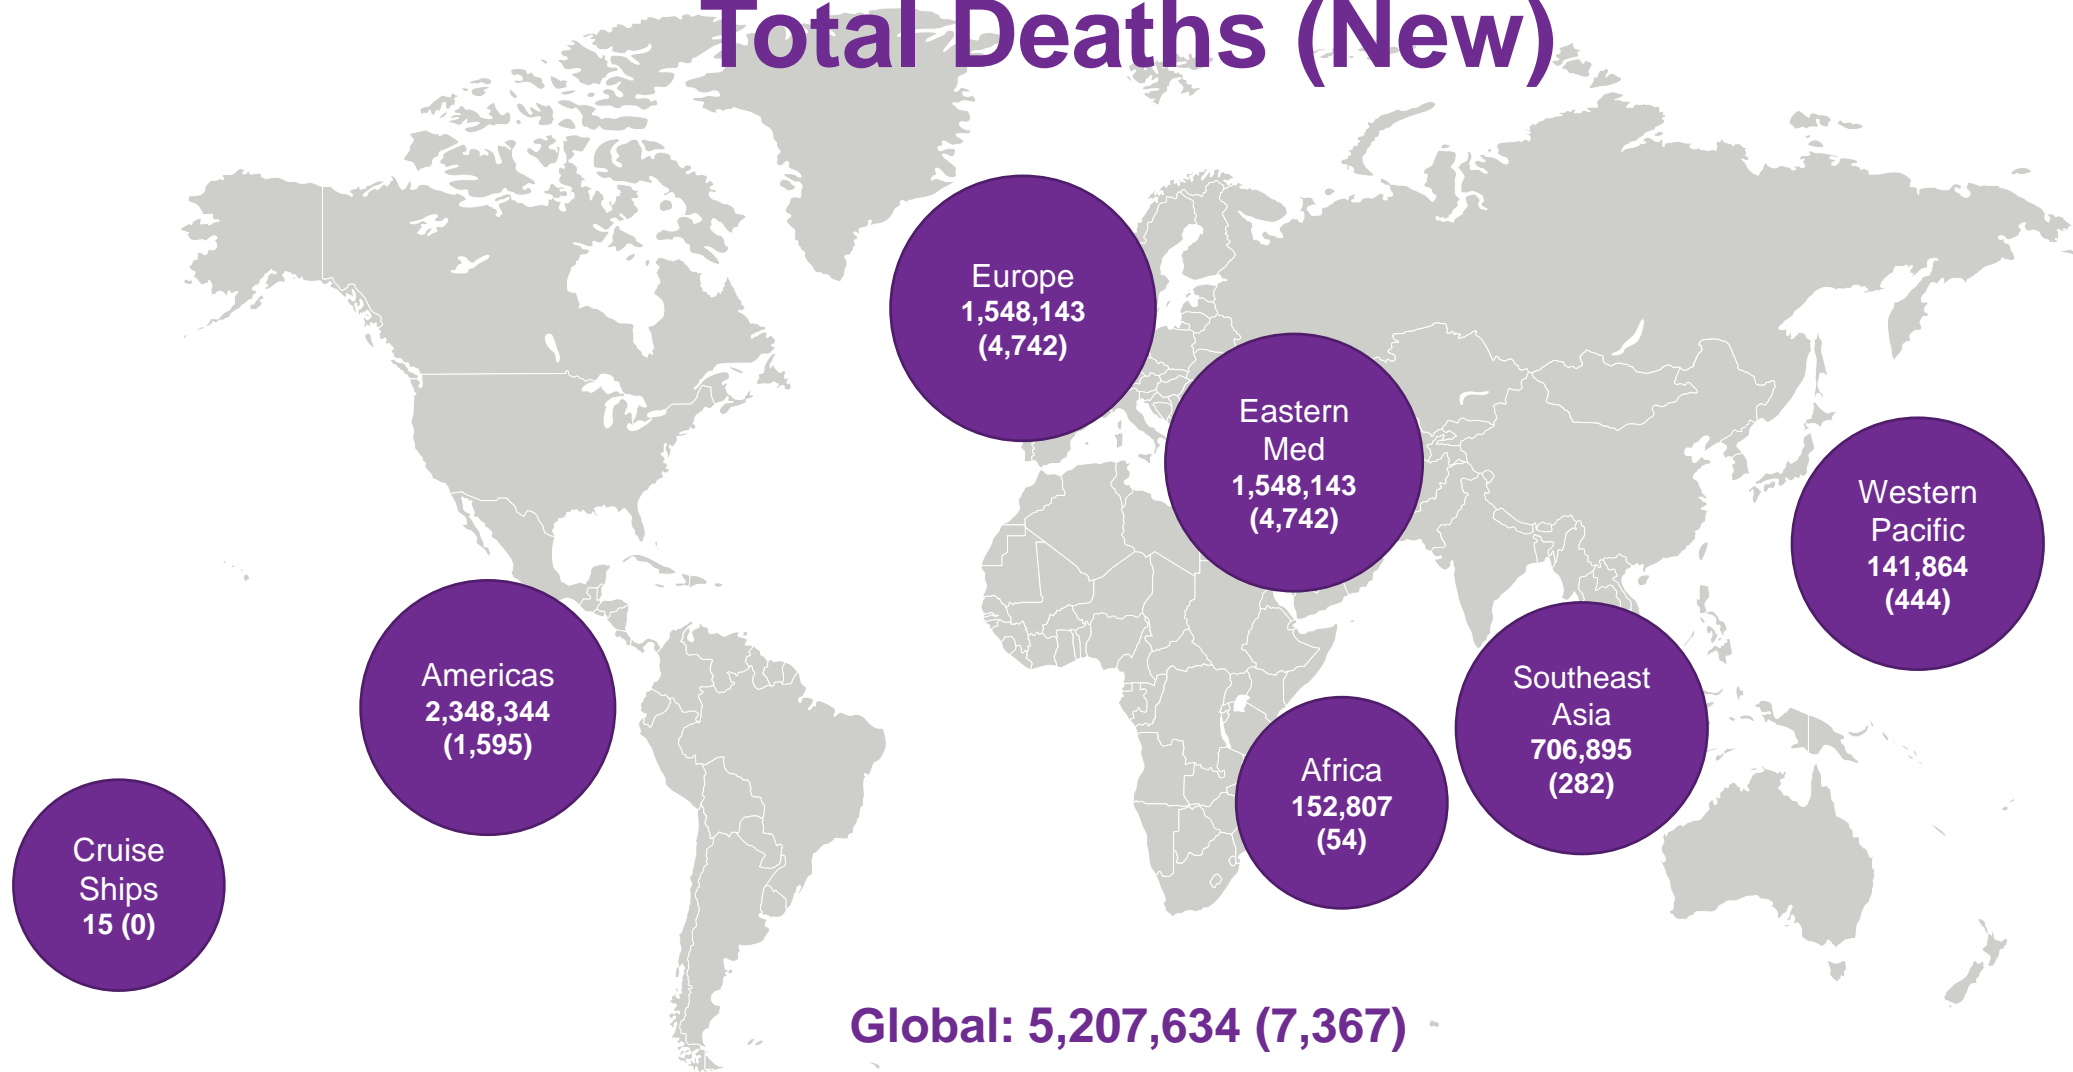 Total Deaths (New)
Europe
1,548,143
(4,742)
Eastern
Med
1,548,143
(4,742)
Western
Pacific
141,864
(444)
Americas
2,348,344
(1,595)
Southeast
Asia
706,895
(282)
Africa
152,807
(54)
Cruise
Ships
15 (0)
Global: 5,207,634 (7,367)